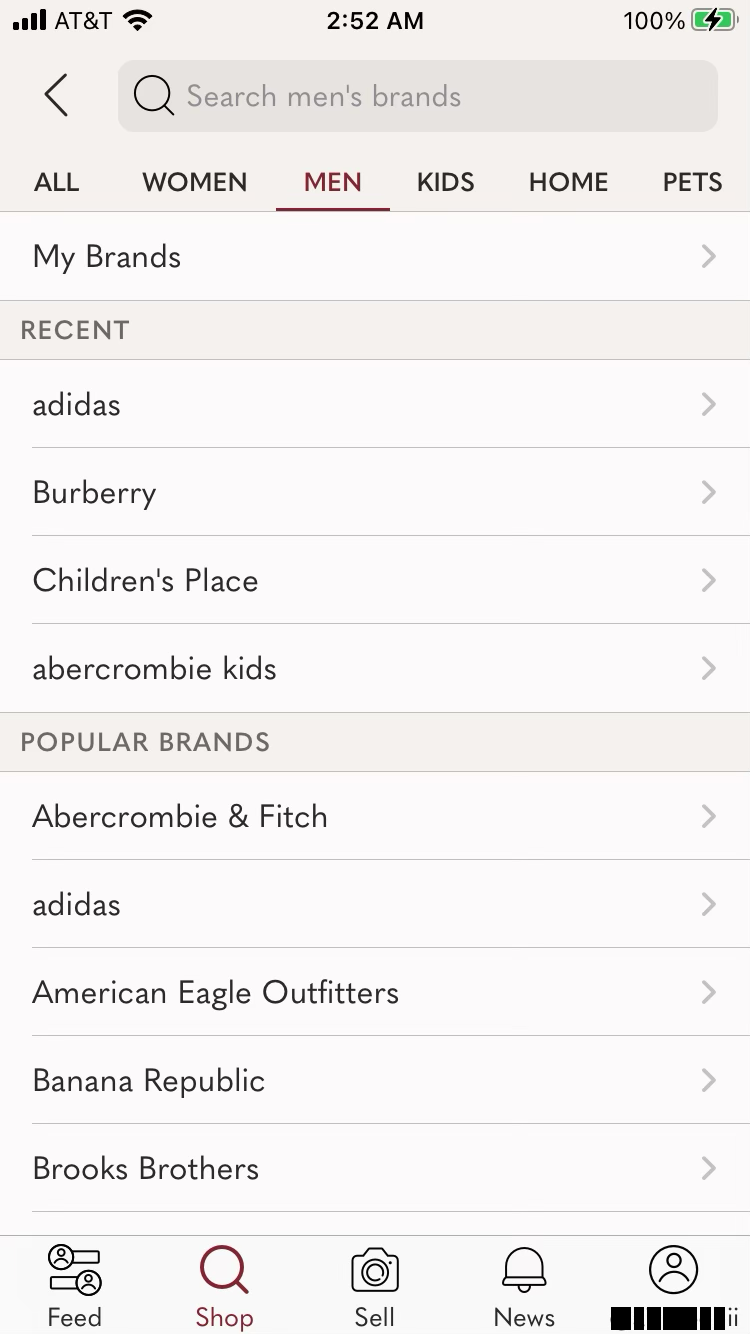 AT&T 2:52 AM 100%
Search men's brands
ALL WOMEN MEN KIDS HOME PETS
My Brands
RECENT
adidas
Burberry
Children's Place
abercrombie kids
POPULAR BRANDS
Abercrombie & Fitch
adidas
American Eagle Outfitters
Banana Republic
Brooks Brothers
Feed Shop Sell News